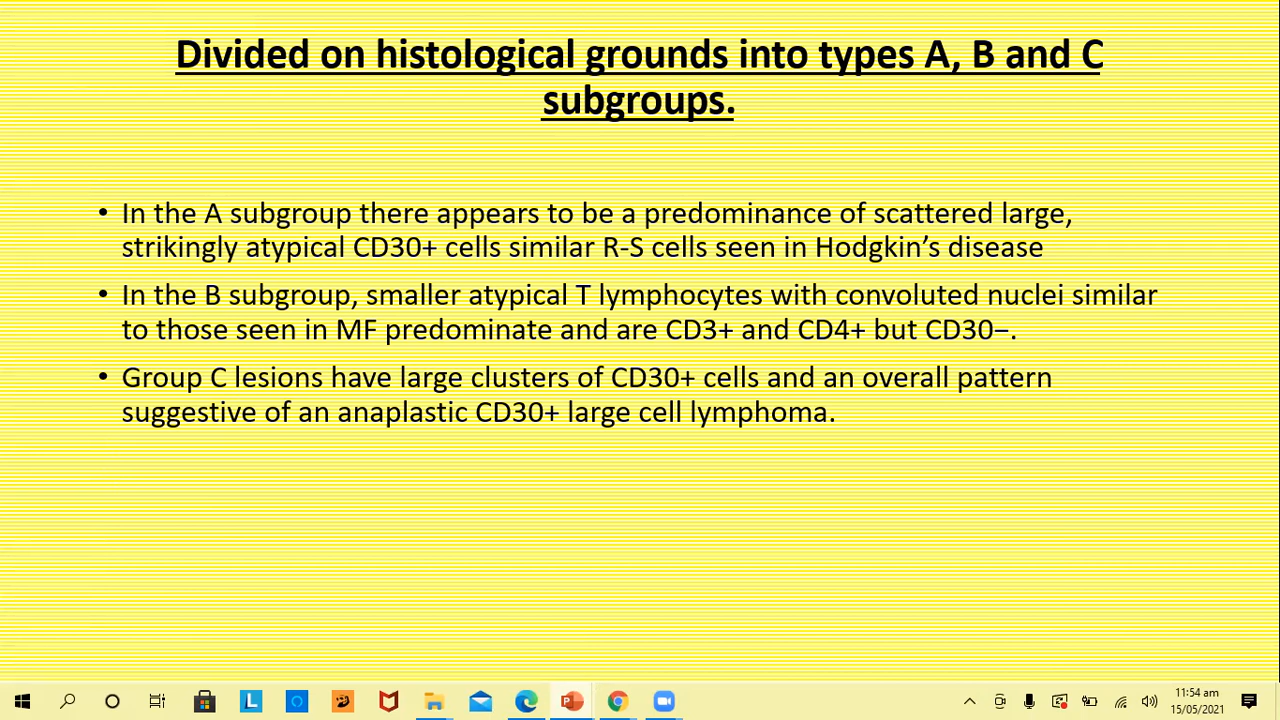 Divided on histological grounds into types A, B and C
subgroups.
• In the A subgroup there appears to be a predominance of scattered large,
strikingly atypical CD30+ cells similar R-S cells seen in Hodgkin’s disease
• In the B subgroup, smaller atypical T lymphocytes with convoluted nuclei similar
to those seen in MF predominate and are CD3+ and CD4+ but CD30−.
• Group C lesions have large clusters of CD30+ cells and an overall pattern
suggestive of an anaplastic CD30+ large cell lymphoma.
L
11:54 am
15/05/2021